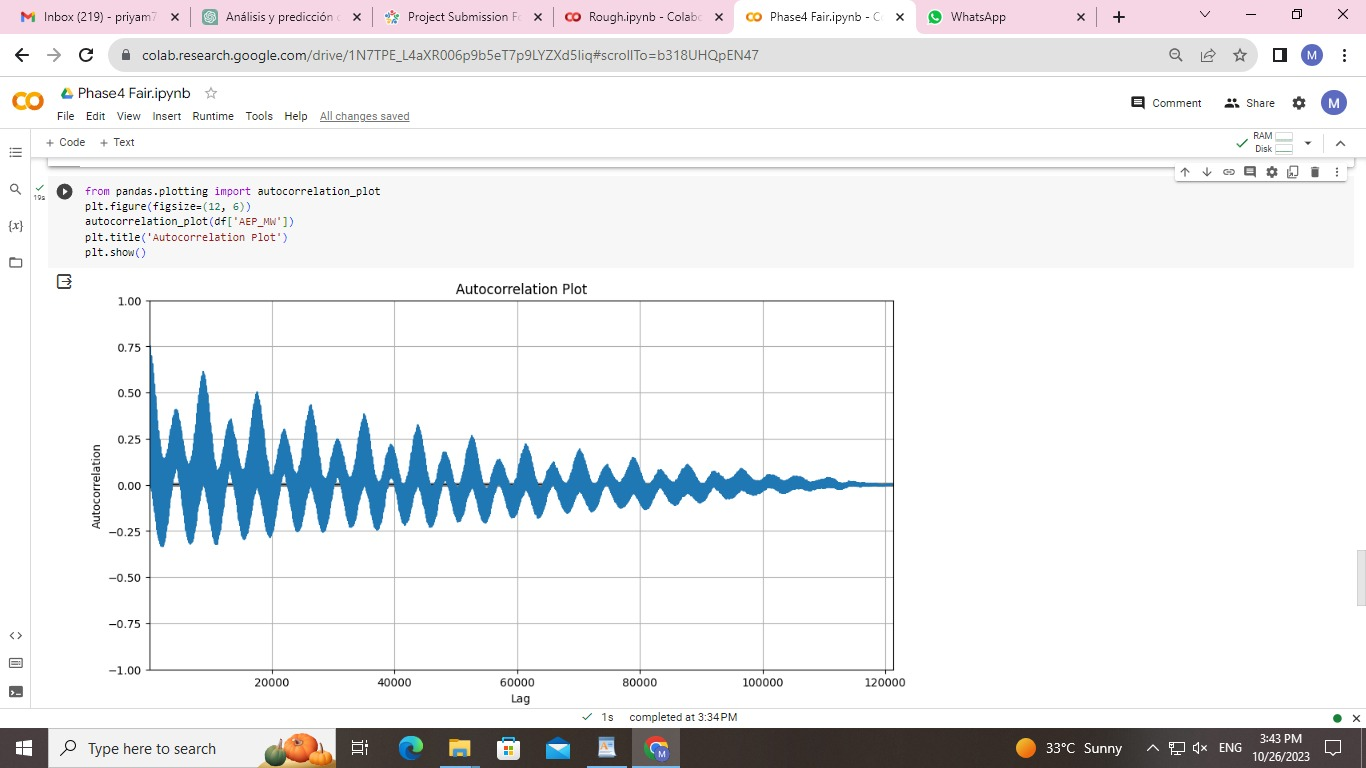 Inbox (219) - priyam7
Análisis y predicción
Project Submission Fo
Rough.ipynb - Colabo
Phase4 Fair.ipynb - C
WhatsApp
colab.research.google.com/drive/1N7TPE_L4aXR006p9b5eT7p9LYZXd5liq#scrollTo=b318UHQpEN47
M
Phase4 Fair.ipynb
File Edit View Insert Runtime Tools Help All changes saved
Comment Share M
+ Code + Text
RAM
Disk
{x}
19s
from pandas.plotting import autocorrelation_plot
plt.figure(figsize=(12, 6))
autocorrelation_plot(df['AEP_MW'])
plt.title('Autocorrelation Plot')
plt.show()
Autocorrelation Plot
1.00
0.75
0.50
0.25
0.00
−0.25
−0.50
−0.75
−1.00
Autocorrelation
20000 40000 60000 80000 100000 120000
Lag
1s completed at 3:34 PM
Type here to search
M
33°C Sunny
ENG
3:43 PM
10/26/2023